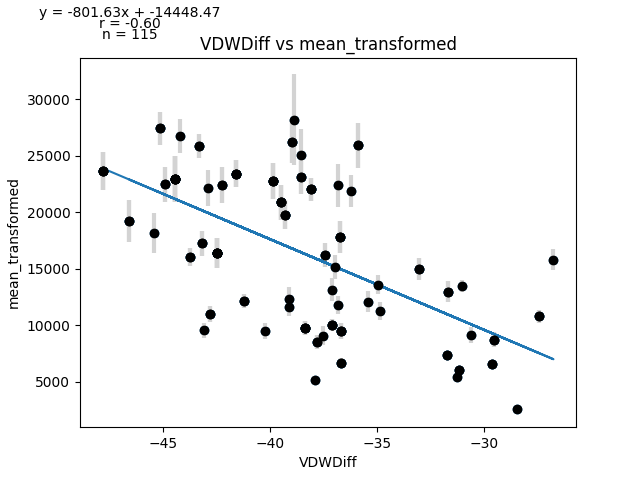 y = -801.63x + -14448.47
r = -0.60
n = 115
VDWDiff vs mean_transformed
30000
25000
20000
15000
10000
5000
mean_transformed
−45
−40
−35
−30
VDWDiff